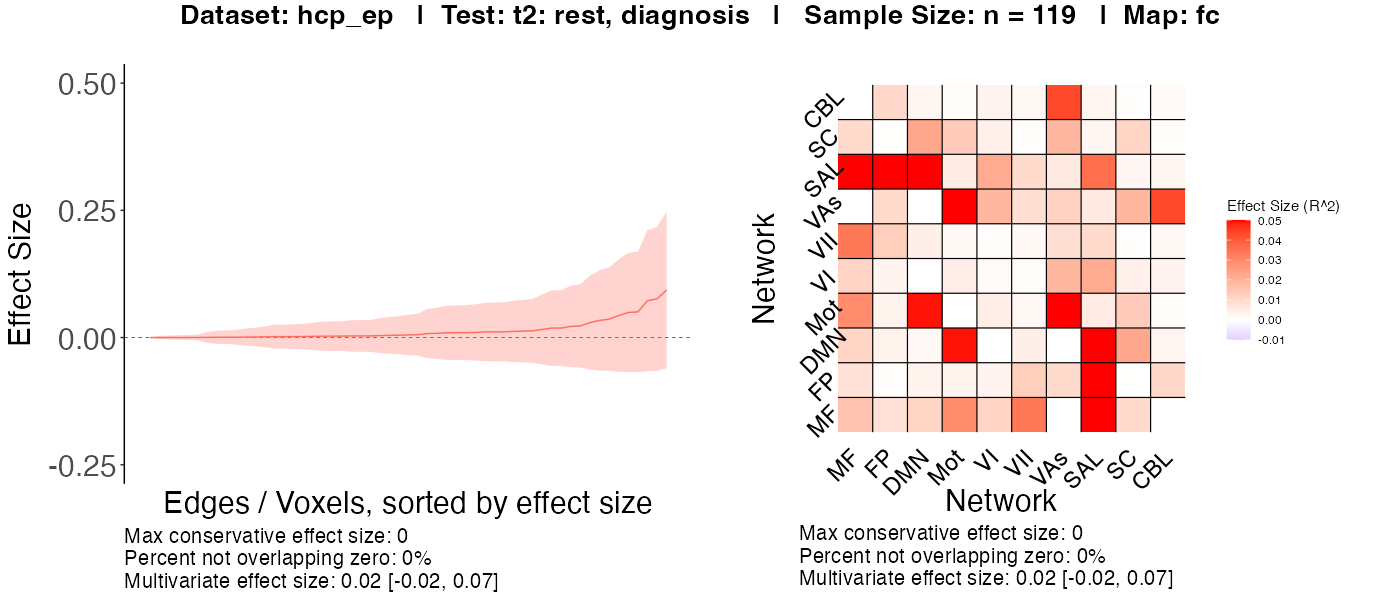 Dataset: hcp_ep | Test: t2: rest, diagnosis | Sample Size: n = 119 | Map: fc
Effect Size
0.50
0.25
0.00
-0.25
Edges / Voxels, sorted by effect size
Max conservative effect size: 0
Percent not overlapping zero: 0%
Multivariate effect size: 0.02 [-0.02, 0.07]
Network
CBL
SC
SAL
VAs
VII
VI
Mot
DMN
FP
MF
MF FP DMN Mot VI VII VAs SAL SC CBL
Network
Max conservative effect size: 0
Percent not overlapping zero: 0%
Multivariate effect size: 0.02 [-0.02, 0.07]
Effect Size (R^2)
0.05
0.04
0.03
0.02
0.01
0.00
-0.01